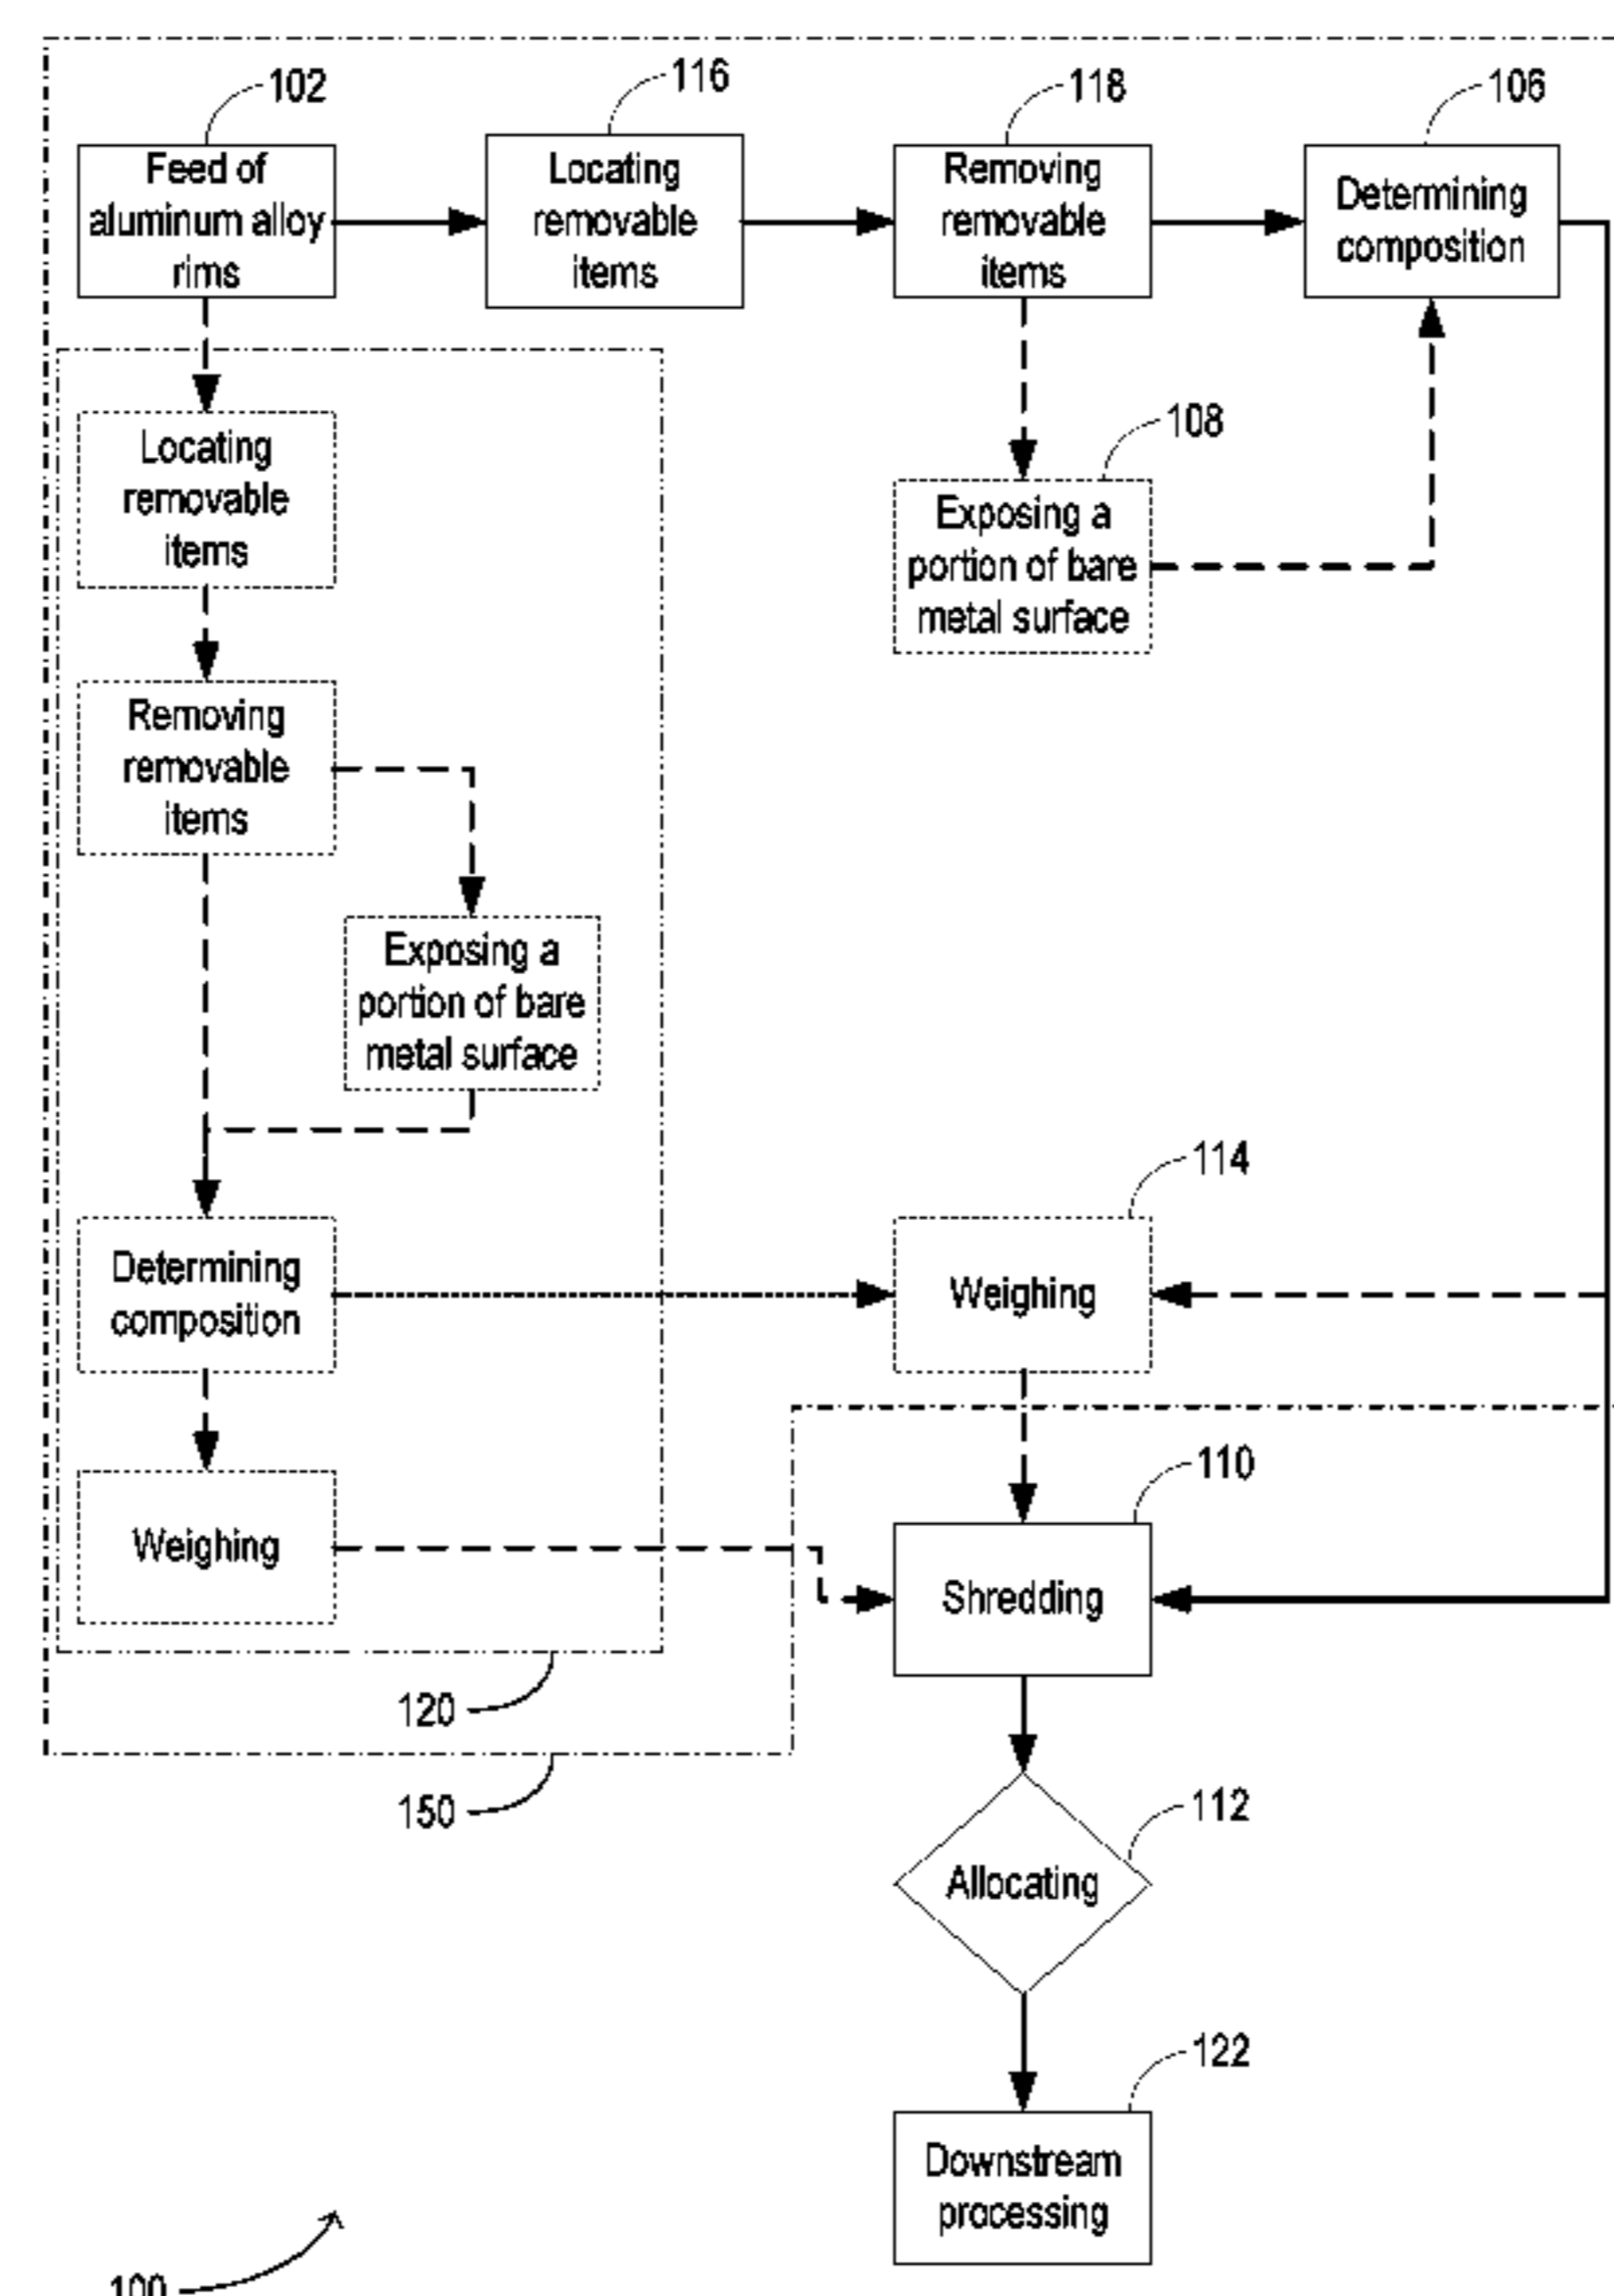 102
116
118
106
Feed of
aluminum alloy
rims
Locating
removable
items
Removing
removable
items
Determining
composition
Locating
removable
items
108
Exposing a
portion of bare
metal surface
Removing
removable
items
Exposing a
portion of bare
metal surface
114
Determining
composition
Weighing
110
Weighing
Shredding
120
150
112
Allocating
122
Downstream
processing
100